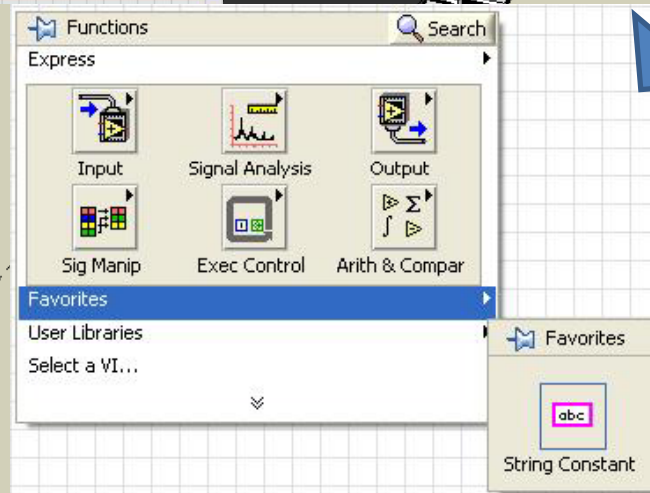 Functions Search
Express
Input Signal Analysis Output
Sig Manip Exec Control Arith & Compar
Favorites
User Libraries
Select a VI...
Favorites
abc
String Constant